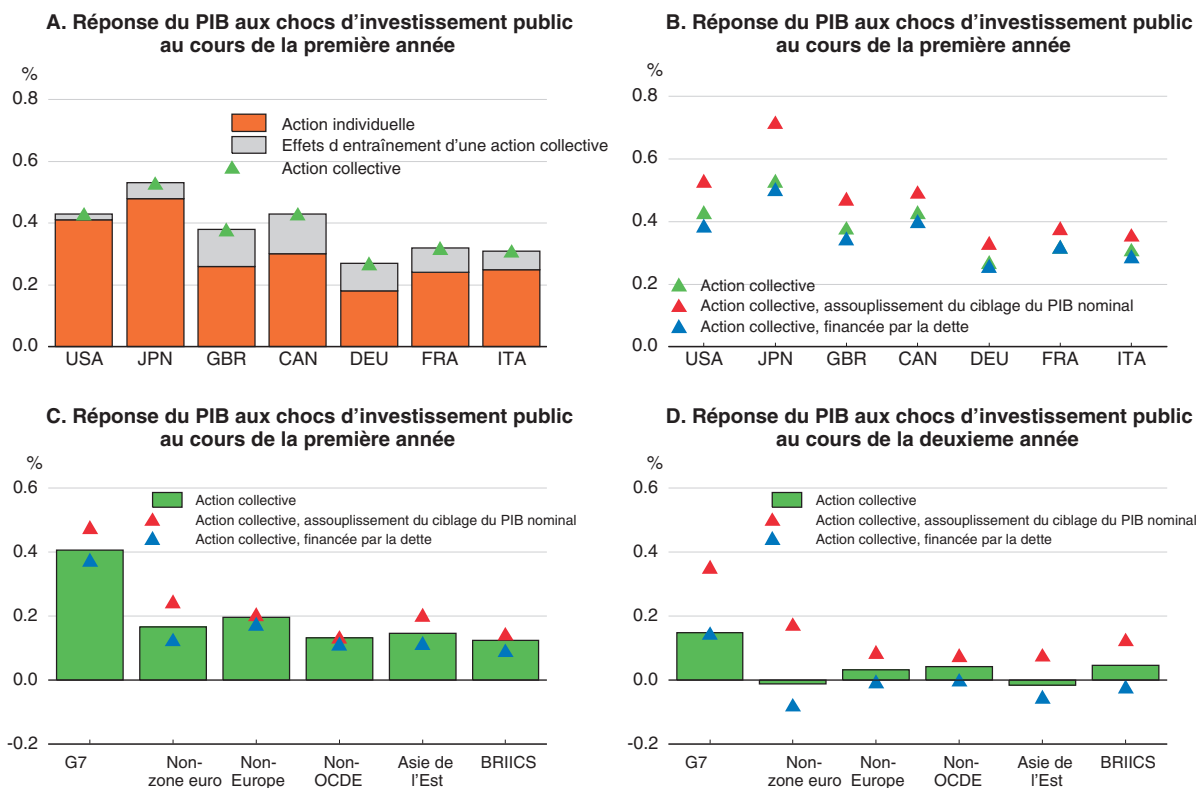 A. Réponse du PIB aux chocs d’investissement public
au cours de la première année
%
0.8
0.6
0.4
0.2
0.0
Action individuelle
Effets d entraînement d’une action collective
Action collective
USA JPN GBR CAN DEU FRA ITA
B. Réponse du PIB aux chocs d’investissement public
au cours de la première année
%
0.8
0.6
0.4
0.2
0.0
Action collective
Action collective, assouplissement du ciblage du PIB nominal
Action collective, financée par la dette
USA JPN GBR CAN DEU FRA ITA
C. Réponse du PIB aux chocs d’investissement public
au cours de la première année
%
0.6
0.4
0.2
0.0
-0.2
Action collective
Action collective, assouplissement du ciblage du PIB nominal
Action collective, financée par la dette
G7 Non- Non- Non- Asie de BRIICS
zone euro Europe OCDE l’Est
D. Réponse du PIB aux chocs d’investissement public
au cours de la deuxieme année
%
0.6
0.4
0.2
0.0
-0.2
Action collective
Action collective, assouplissement du ciblage du PIB nominal
Action collective, financée par la dette
G7 Non- Non- Non- Asie de BRIICS
zone euro Europe OCDE l’Est